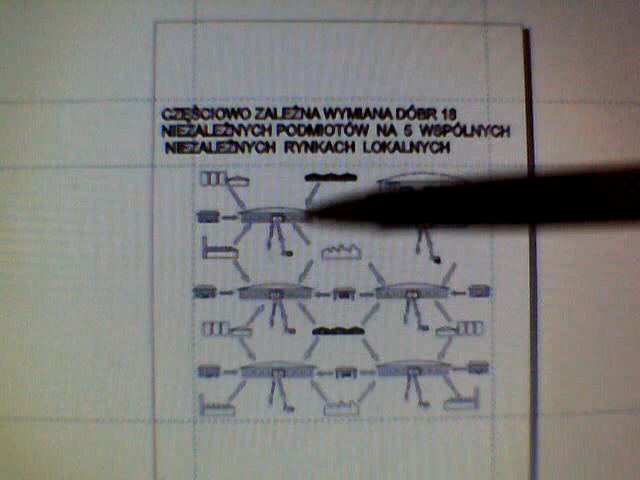 CZĘŚCIOWO ZALEŻNA WYMIANA DÓBR 18
NIEZALEŻNYCH PODMIOTÓW NA 5 WSPÓLNYCH
NIEZALEŻNYCH RYNKACH LOKALNYCH